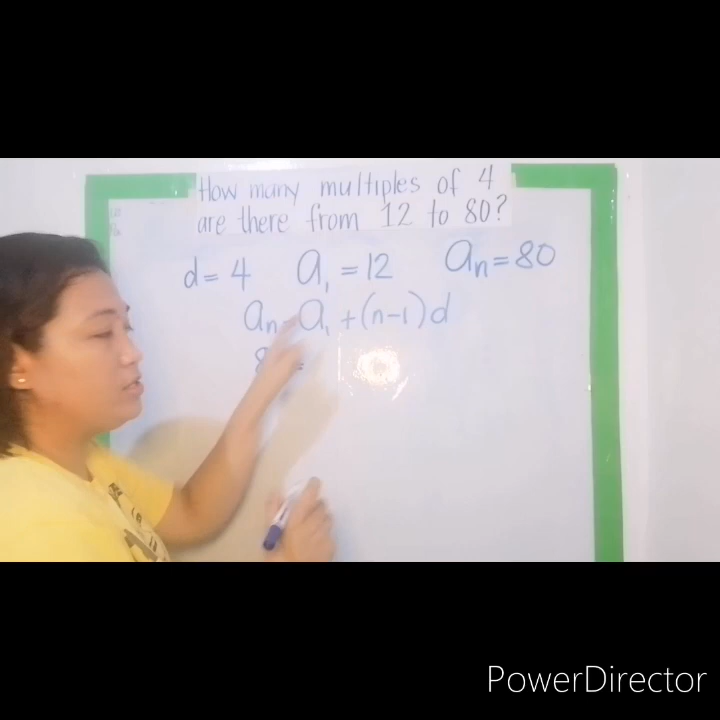 How many multiples of 4
are there from 12 to 80?
d = 4 a₁ = 12 aₙ = 80
aₙ = a₁ + (n-1) d
=
PowerDirector